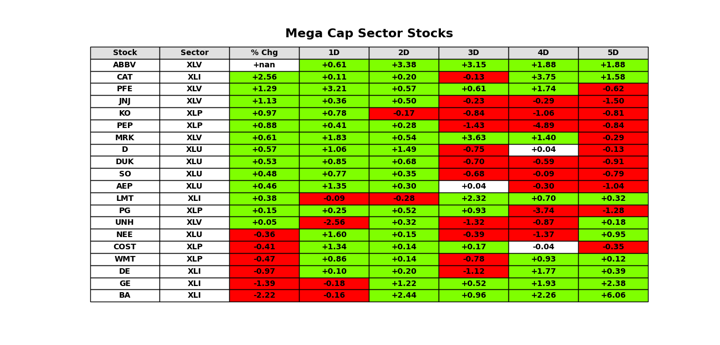 Mega Cap Sector Stocks
Stock Sector % Chg 1D 2D 3D 4D 5D
ABBV XLV +nan +0.61 +3.38 +3.15 +1.88 +1.88
CAT XLI +2.56 +0.11 +0.20 -0.13 +3.75 +1.58
PFE XLV +1.29 +3.21 +0.57 +0.61 +1.74 -0.62
JNJ XLV +1.13 +0.36 +0.50 -0.23 -0.29 -1.50
KO XLP +0.97 +0.78 -0.17 -0.84 -1.06 -0.81
PEP XLP +0.88 +0.41 +0.28 -1.43 -4.89 -0.84
MRK XLV +0.61 +1.83 +0.54 +3.63 +1.40 -0.29
D XLU +0.57 +1.06 +1.49 -0.75 +0.04 -0.13
DUK XLU +0.53 +0.85 +0.68 -0.70 -0.59 -0.91
SO XLU +0.48 +0.77 +0.35 -0.68 -0.09 -0.79
AEP XLU +0.46 +1.35 +0.30 +0.04 -0.30 -1.04
LMT XLI +0.38 -0.09 -0.28 +2.32 +0.70 +0.32
PG XLP +0.15 +0.25 +0.52 +0.93 -3.74 -1.28
UNH XLV +0.05 -2.56 +0.32 -1.32 -0.87 +0.18
NEE XLU -0.36 +1.60 +0.15 -0.39 -1.37 +0.95
COST XLP -0.41 +1.34 +0.14 +0.17 -0.04 -0.35
WMT XLP -0.47 +0.86 +0.14 -0.78 +0.93 +0.12
DE XLI -0.97 +0.10 +0.20 -1.12 +1.77 +0.39
GE XLI -1.39 -0.18 +1.22 +0.52 +1.93 +2.38
BA XLI -2.22 -0.16 +2.44 +0.96 +2.26 +6.06